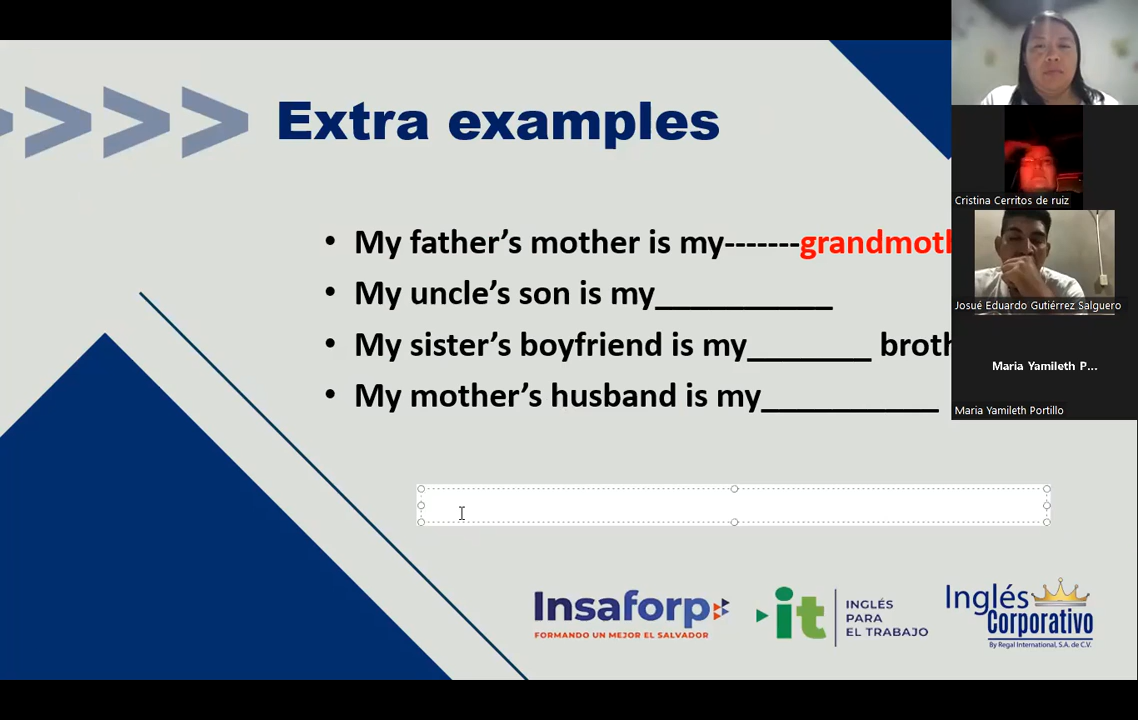 Extra examples
• My father’s mother is my-------grandmoth
• My uncle’s son is my___________
• My sister’s boyfriend is my________ broth
• My mother’s husband is my___________
Cristina Cerritos de ruiz
Josué Eduardo Gutiérrez Salguero
Maria Yamileth P...
Maria Yamileth Portillo
Insaforp
FORMANDO UN MEJOR EL SALVADOR
it
INGLÉS
PARA
EL TRABAJO
Inglés
Corporativo
By Regal International, S.A. de C.V.